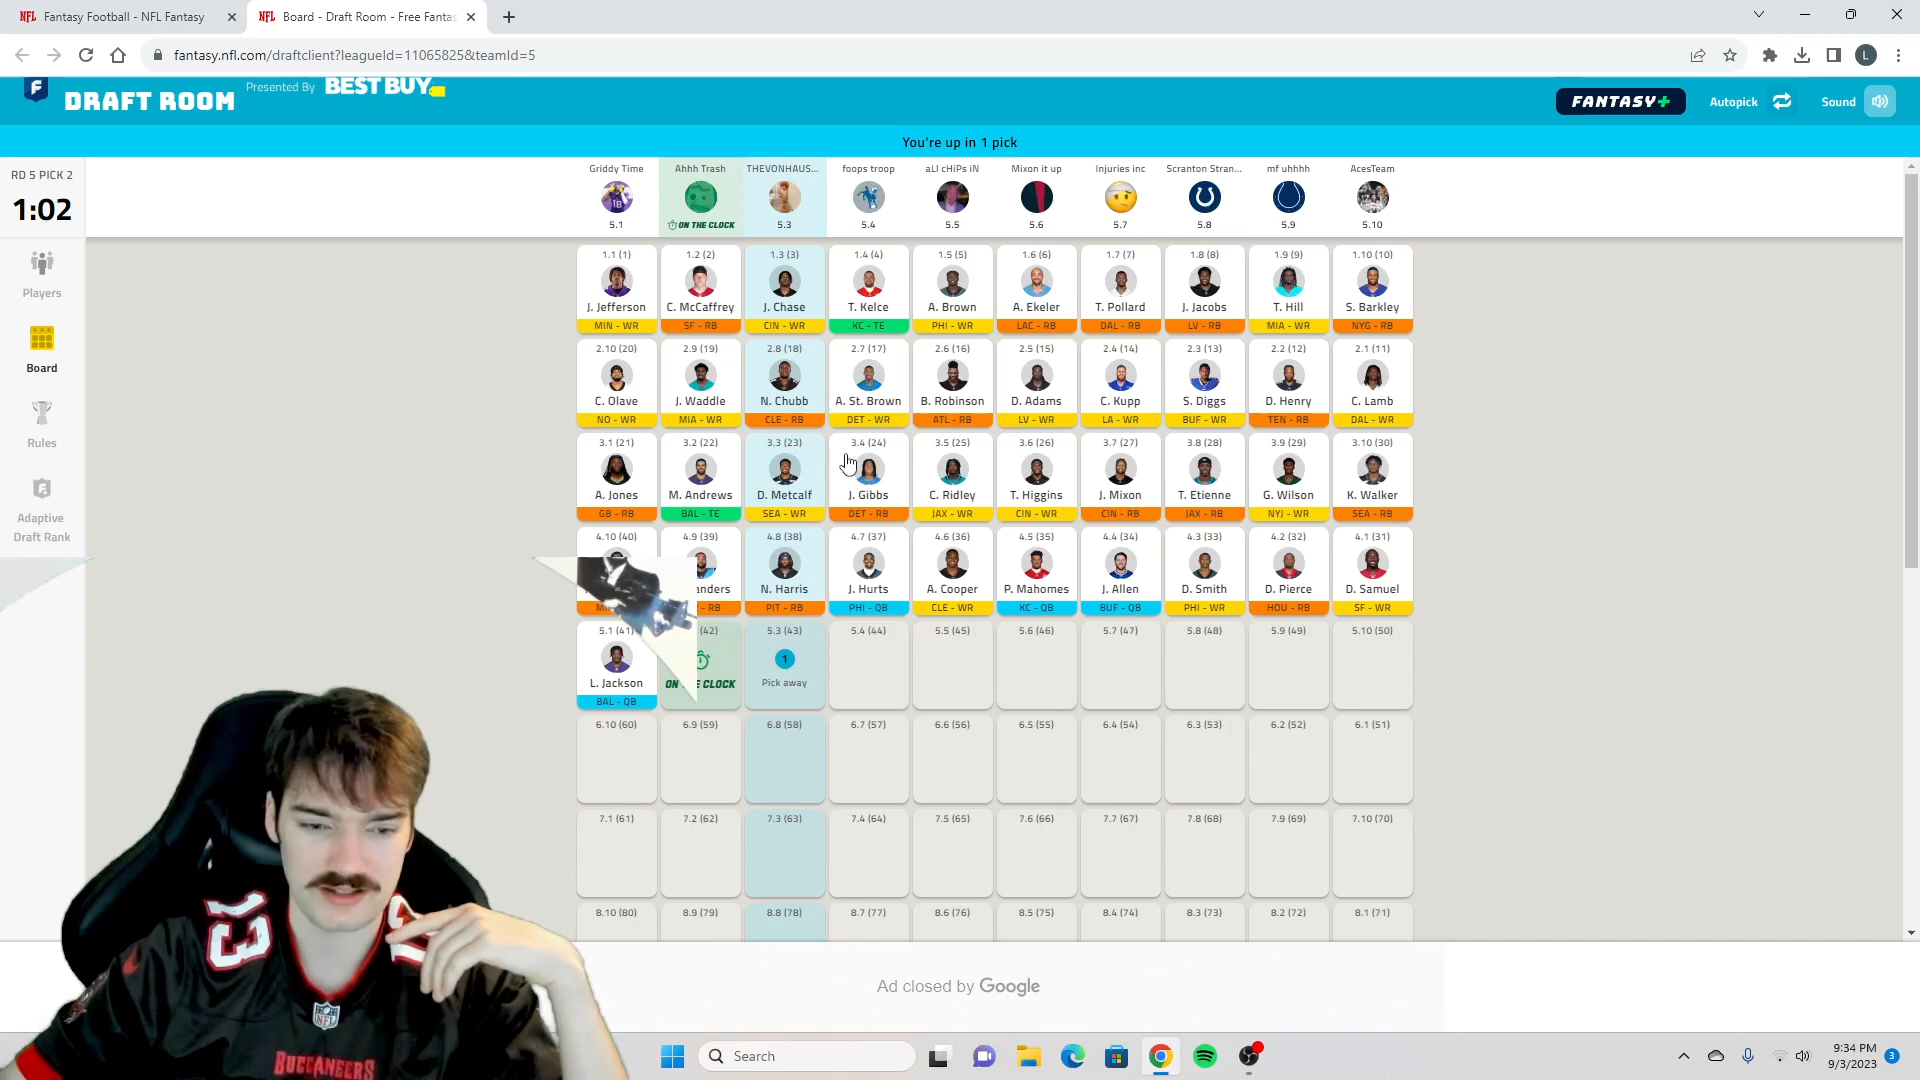 NFL Fantasy Football - NFL Fantasy
NFL Board - Draft Room - Free Fantas
fantasy.nfl.com/draftclient?leagueId=11065825&teamId=5
L
F DRAFT ROOM Presented By BEST BUY
FANTASY+ Autopick Sound
You're up in 1 pick
RD 5 PICK 2
1:02
Players
Board
Rules
Adaptive
Draft Rank
Griddy Time Ahhh Trash THEVONHAUS... foops troop aLl cHiPs iN Mixon it up Injuries inc Scranton Stran... mf uhhhh AcesTeam
5.1 ON THE CLOCK 5.3 5.4 5.5 5.6 5.7 5.8 5.9 5.10
1.1 (1) 1.2 (2) 1.3 (3) 1.4 (4) 1.5 (5) 1.6 (6) 1.7 (7) 1.8 (8) 1.9 (9) 1.10 (10)
J. Jefferson C. McCaffrey J. Chase T. Kelce A. Brown A. Ekeler T. Pollard J. Jacobs T. Hill S. Barkley
MIN - WR SF - RB CIN - WR KC - TE PHI - WR LAC - RB DAL - RB LV - RB MIA - WR NYG - RB
2.10 (20) 2.9 (19) 2.8 (18) 2.7 (17) 2.6 (16) 2.5 (15) 2.4 (14) 2.3 (13) 2.2 (12) 2.1 (11)
C. Olave J. Waddle N. Chubb A. St. Brown B. Robinson D. Adams C. Kupp S. Diggs D. Henry C. Lamb
NO - WR MIA - WR CLE - RB DET - WR ATL - RB LV - WR LA - WR BUF - WR TEN - RB DAL - WR
3.1 (21) 3.2 (22) 3.3 (23) 3.4 (24) 3.5 (25) 3.6 (26) 3.7 (27) 3.8 (28) 3.9 (29) 3.10 (30)
A. Jones M. Andrews D. Metcalf J. Gibbs C. Ridley T. Higgins J. Mixon T. Etienne G. Wilson K. Walker
GB - RB BAL - TE SEA - WR DET - RB JAX - WR CIN - WR CIN - RB JAX - RB NYJ - WR SEA - RB
4.10 (40) 4.9 (39) 4.8 (38) 4.7 (37) 4.6 (36) 4.5 (35) 4.4 (34) 4.3 (33) 4.2 (32) 4.1 (31)
anders N. Harris J. Hurts A. Cooper P. Mahomes J. Allen D. Smith D. Pierce D. Samuel
- RB PIT - RB PHI - QB CLE - WR KC - QB BUF - QB PHI - WR HOU - RB SF - WR
5.1 (41) (42) 5.3 (43) 5.4 (44) 5.5 (45) 5.6 (46) 5.7 (47) 5.8 (48) 5.9 (49) 5.10 (50)
1
L. Jackson ON E CLOCK Pick away
BAL - QB
6.10 (60) 6.9 (59) 6.8 (58) 6.7 (57) 6.6 (56) 6.5 (55) 6.4 (54) 6.3 (53) 6.2 (52) 6.1 (51)
7.1 (61) 7.2 (62) 7.3 (63) 7.4 (64) 7.5 (65) 7.6 (66) 7.7 (67) 7.8 (68) 7.9 (69) 7.10 (70)
8.10 (80) 8.9 (79) 8.8 (78) 8.7 (77) 8.6 (76) 8.5 (75) 8.4 (74) 8.3 (73) 8.2 (72) 8.1 (71)
Ad closed by Google
13
NFL
BUCCANEERS
Search
9:34 PM
9/3/2023
3